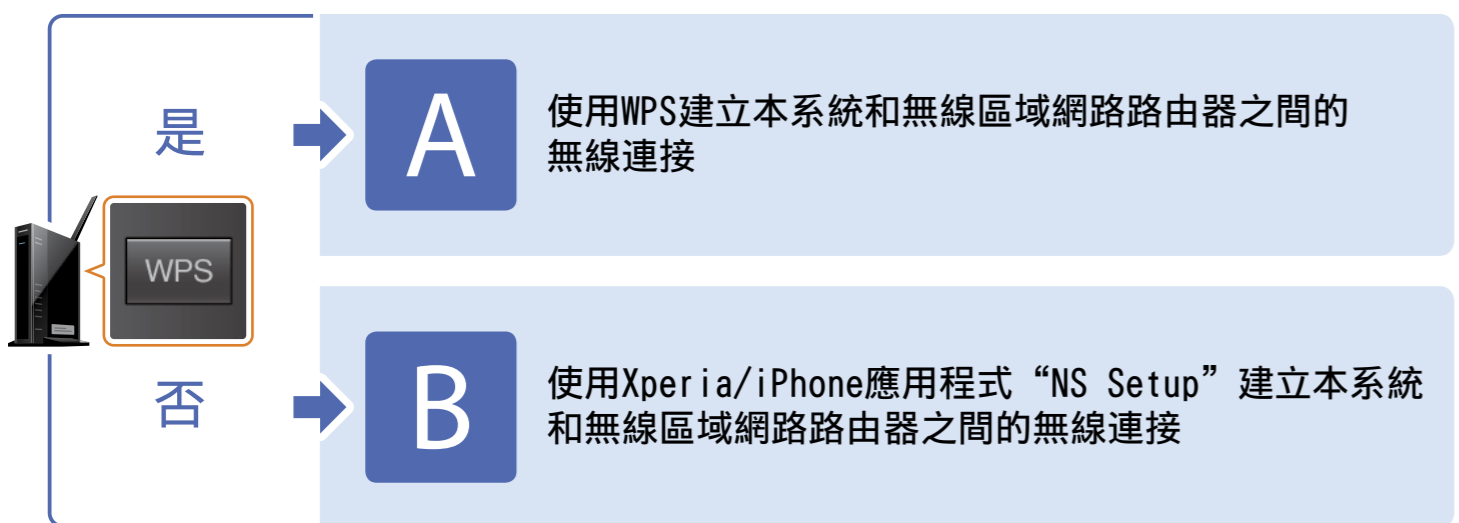 是
A
使用WPS建立本系統和無線區域網路路由器之間的
無線連接
WPS
否
B
使用Xperia/iPhone應用程式“NS Setup”建立本系統
和無線區域網路路由器之間的無線連接